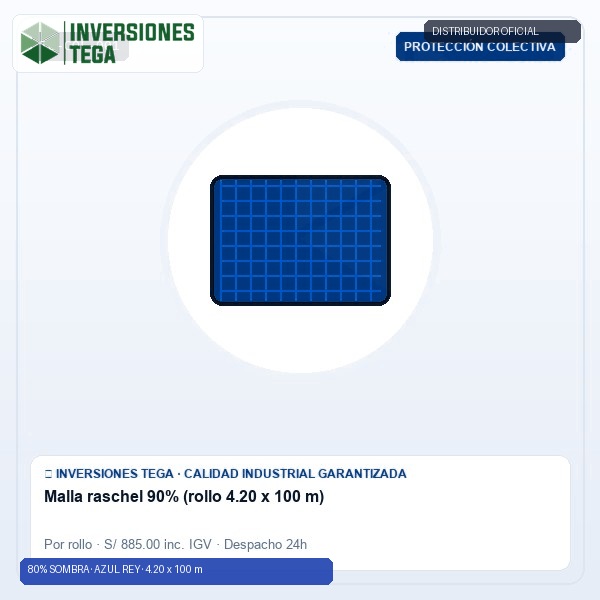 INVERSIONES
TEGA
DISTRIBUIDOR OFICIAL
PROTECCIÓN COLECTIVA
INVERSIONES TEGA · CALIDAD INDUSTRIAL GARANTIZADA
Malla raschel 90% (rollo 4.20 x 100 m)
Por rollo · S/ 885.00 inc. IGV · Despacho 24h
80% SOMBRA · AZUL REY · 4.20 x 100 m